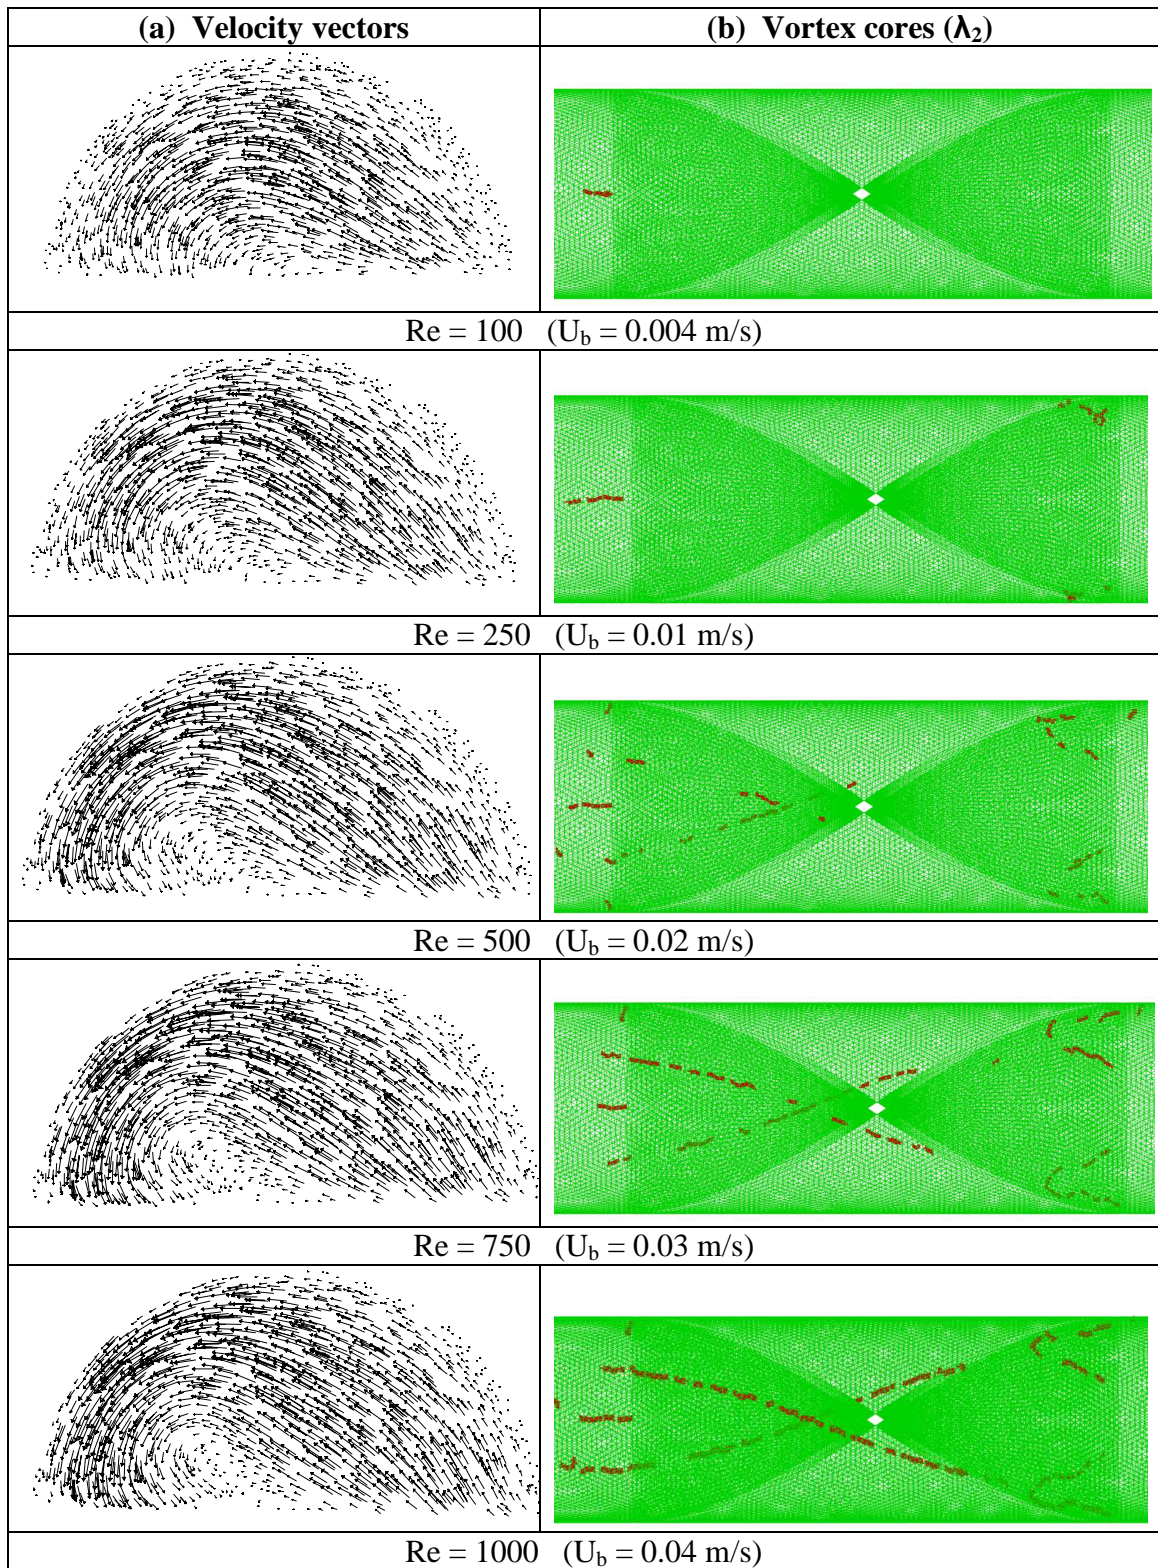 (a) Velocity vectors
(b) Vortex cores (λ₂)
Re = 100 (U_b = 0.004 m/s)
Re = 250 (U_b = 0.01 m/s)
Re = 500 (U_b = 0.02 m/s)
Re = 750 (U_b = 0.03 m/s)
Re = 1000 (U_b = 0.04 m/s)